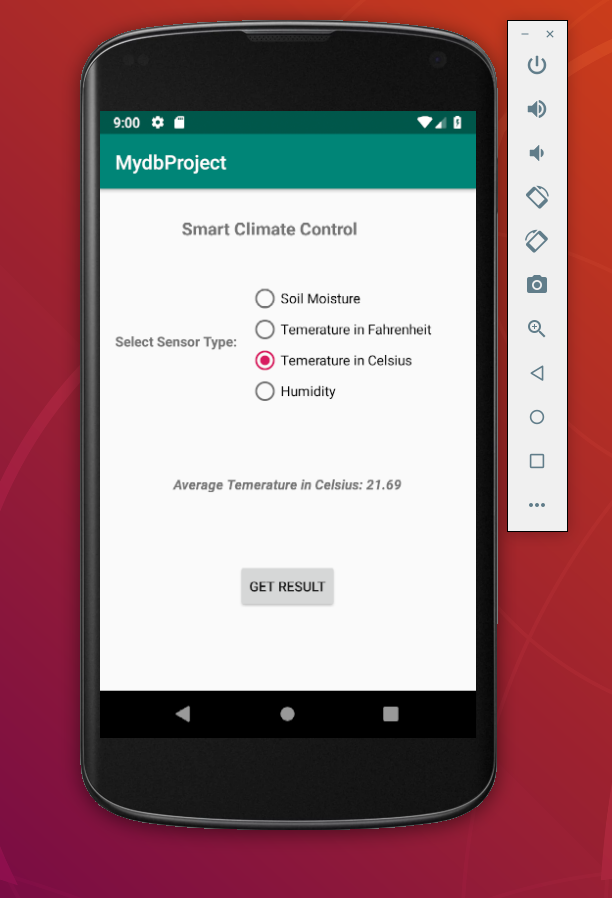 9:00
MydbProject
Smart Climate Control
Select Sensor Type:
Soil Moisture
Temerature in Fahrenheit
Temerature in Celsius
Humidity
Average Temerature in Celsius: 21.69
GET RESULT